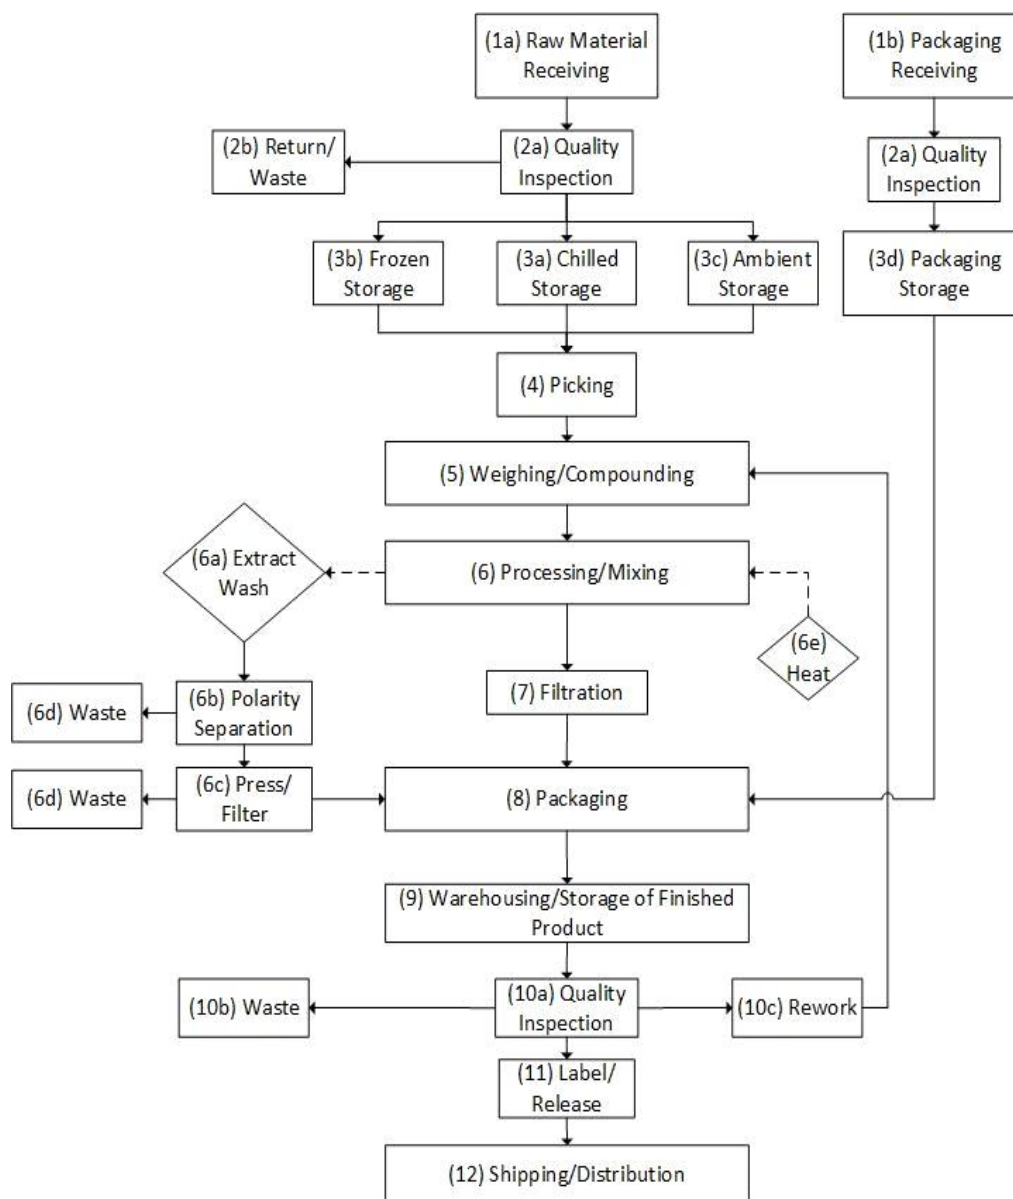 (1a) Raw Material
Receiving
(1b) Packaging
Receiving
(2b) Return/
Waste
(2a) Quality
Inspection
(2a) Quality
Inspection
(3b) Frozen
Storage
(3a) Chilled
Storage
(3c) Ambient
Storage
(3d) Packaging
Storage
(4) Picking
(5) Weighing/Compounding
(6a) Extract
Wash
(6) Processing/Mixing
(6e)
Heat
(6d) Waste
(6b) Polarity
Separation
(7) Filtration
(6d) Waste
(6c) Press/
Filter
(8) Packaging
(9) Warehousing/Storage of Finished
Product
(10b) Waste
(10a) Quality
Inspection
(10c) Rework
(11) Label/
Release
(12) Shipping/Distribution